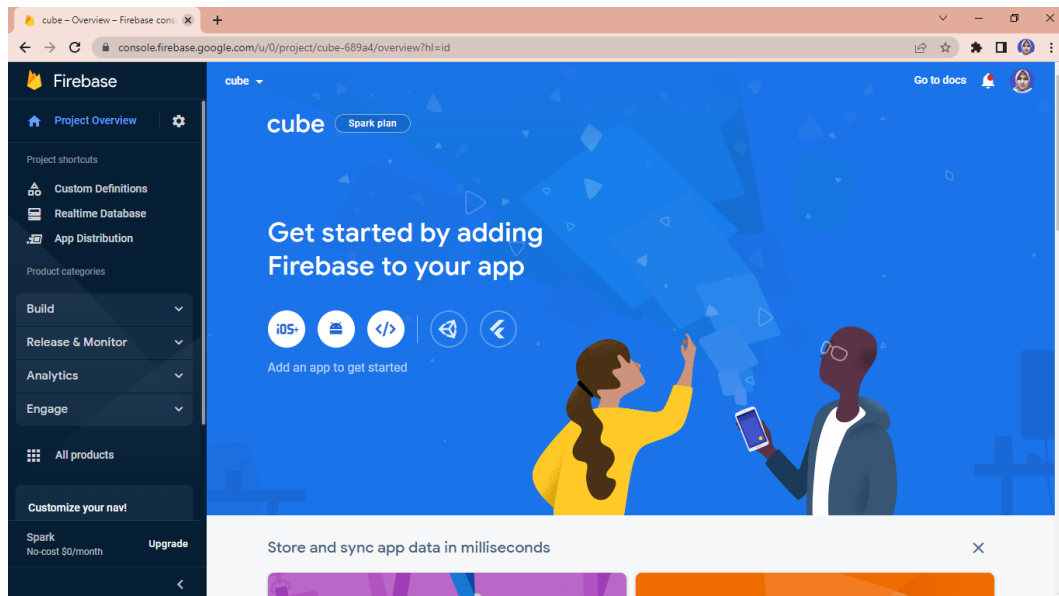 cube – Overview – Firebase cons
console.firebase.google.com/u/0/project/cube-689a4/overview?hl=id
Firebase
cube
Go to docs
Project Overview
cube
Spark plan
Project shortcuts
Custom Definitions
Realtime Database
App Distribution
Get started by adding
Firebase to your app
Product categories
Build
Release & Monitor
Analytics
Engage
iOS+
</>
Add an app to get started
All products
Customize your nav!
Spark
No-cost $0/month
Upgrade
Store and sync app data in milliseconds